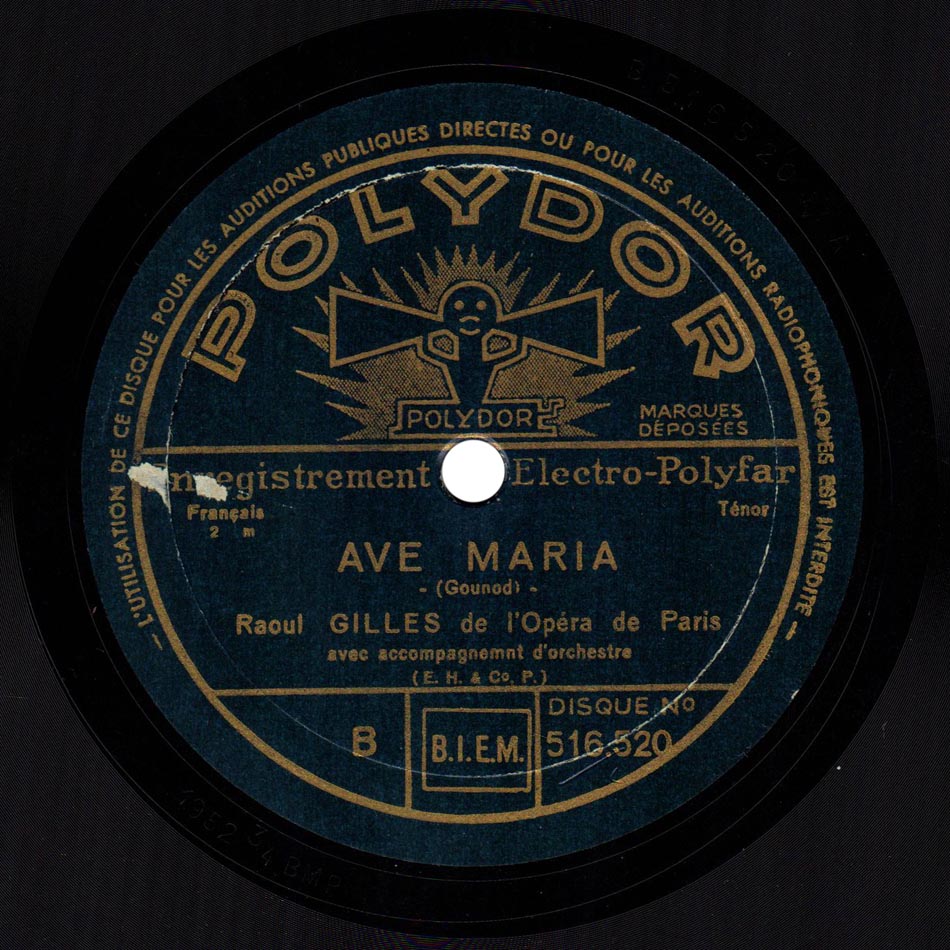 L'UTILISATION DE CE DISQUE POUR LES AUDITIONS PUBLIQUES DIRECTES OU POUR LES AUDITIONS RADIOPHONIQUES EST INTERDITE
POLYDOR
POLYDOR
MARQUES
DÉPOSÉES
Enregistrement Electro-Polyfar
Français Ténor
2 m
AVE MARIA
- (Gounod) -
Raoul GILLES de l'Opéra de Paris
avec accompagnemnt d'orchestre
(E. H. & Co. P.)
B
B.I.E.M.
DISQUE No
516.520